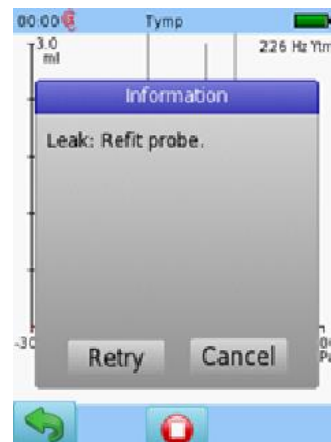 00:00 Tymp
3.0 226 Hz Ytm
ml
Information
Leak: Refit probe.
Retry Cancel